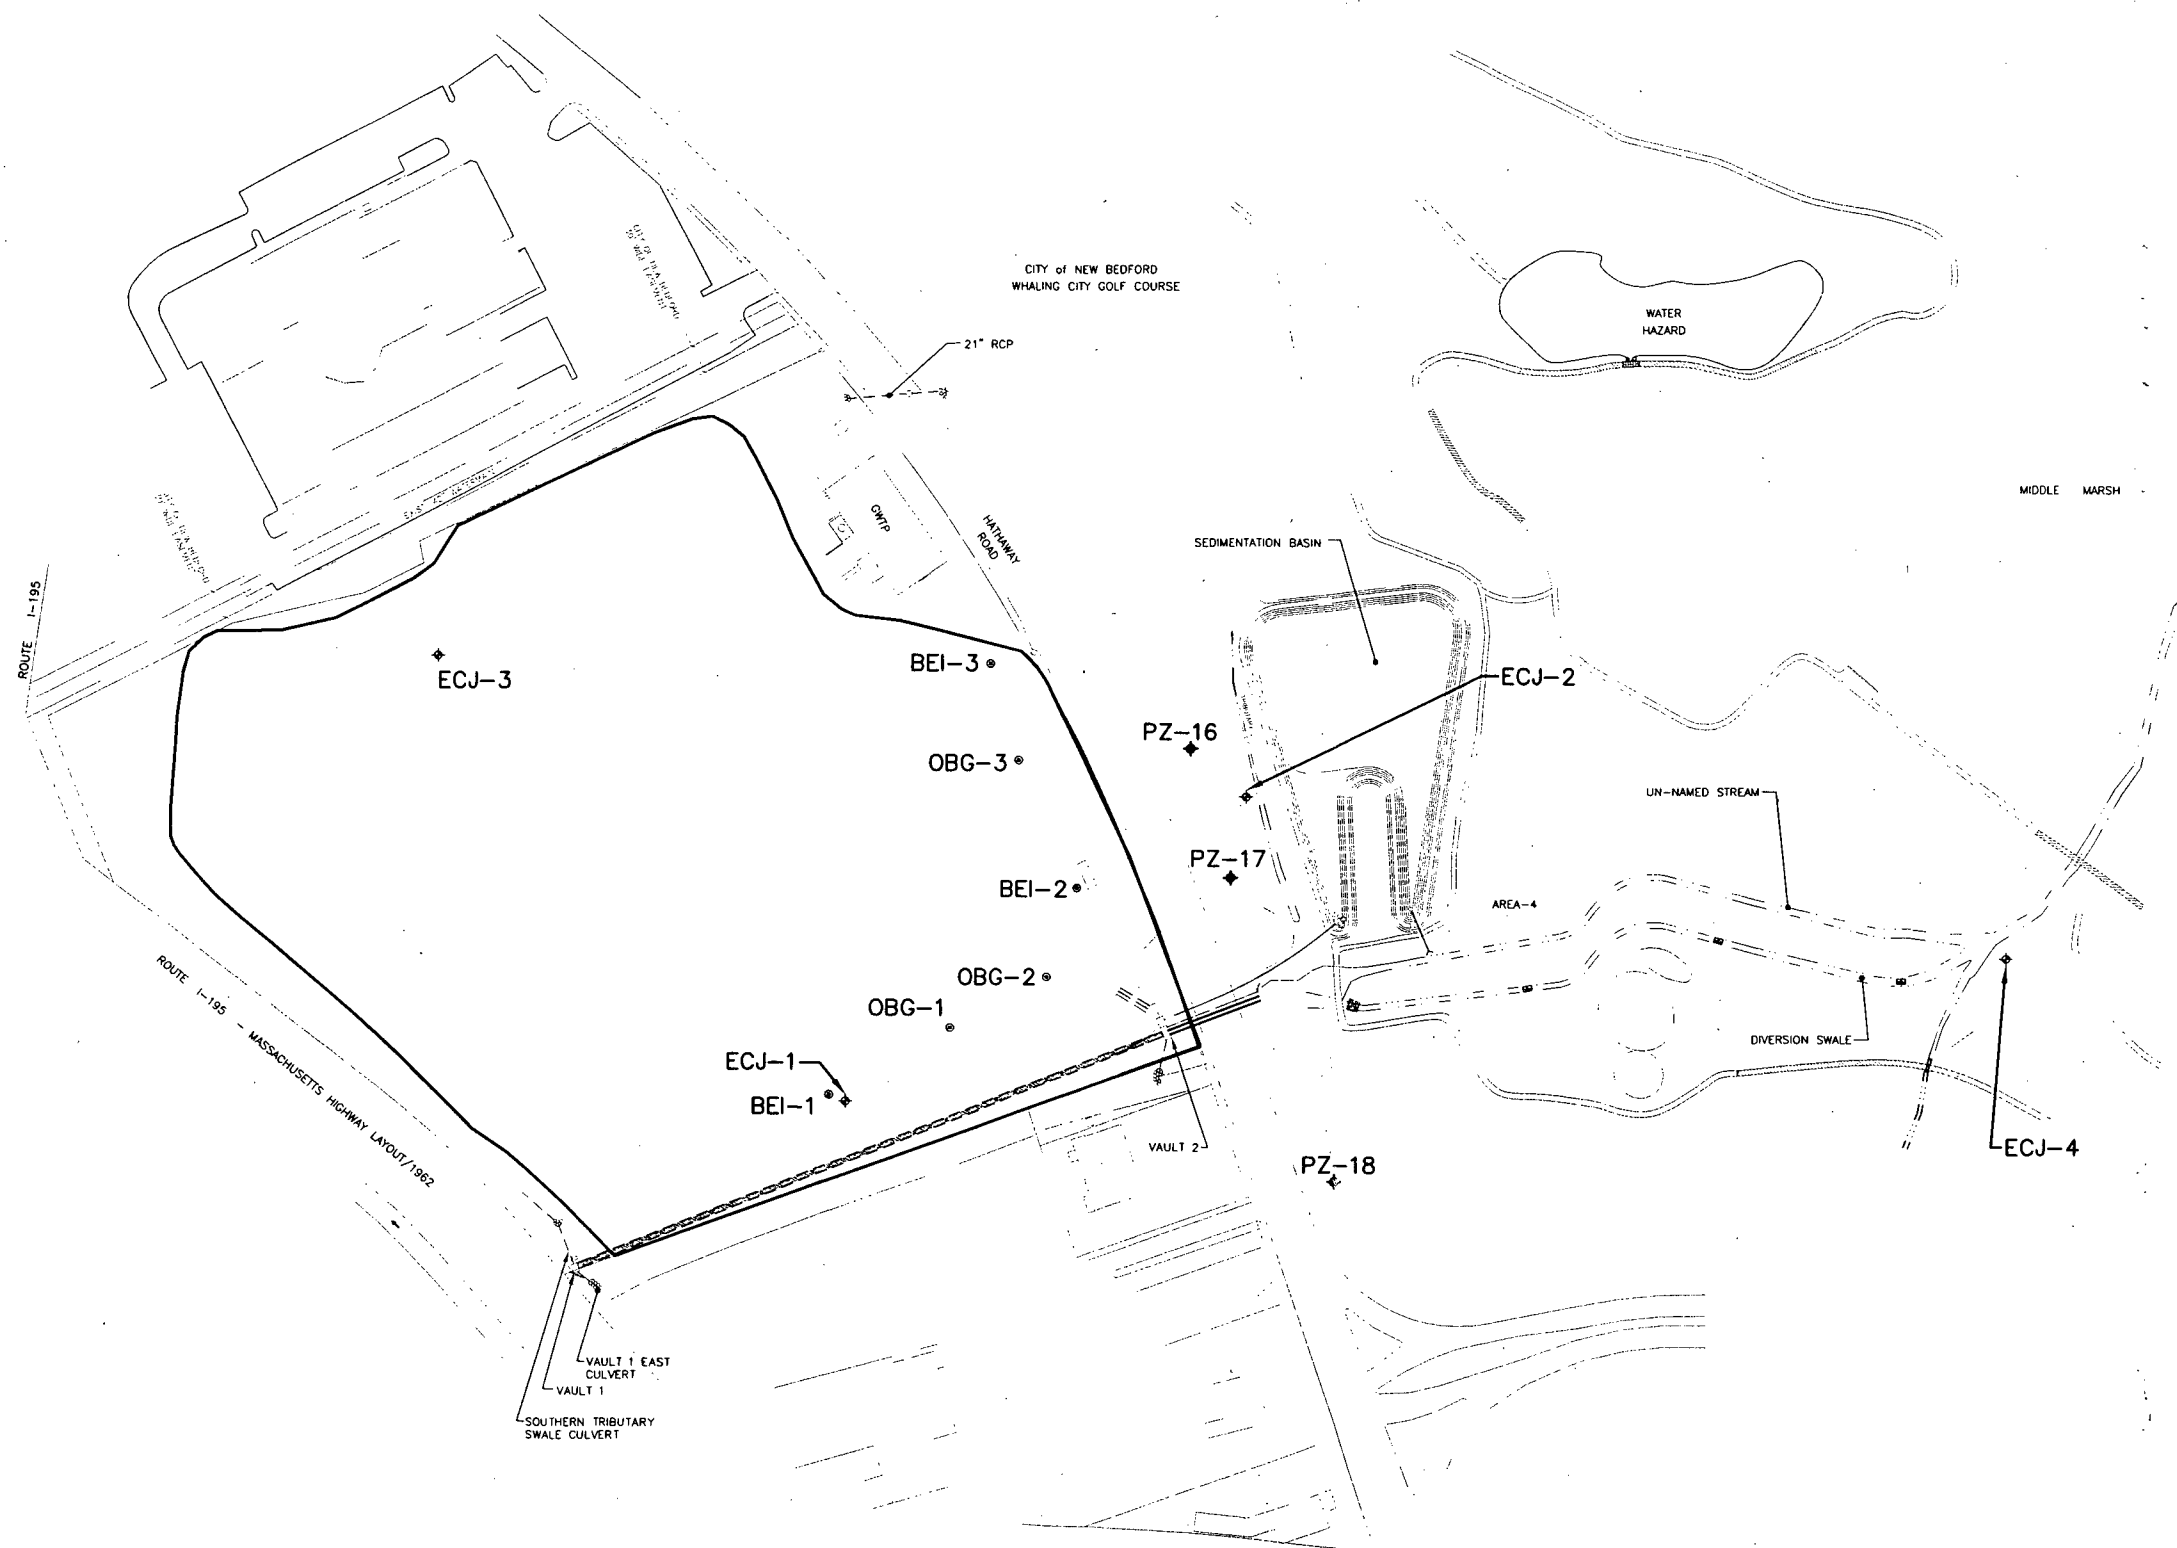 CITY of NEW BEDFORD
WHALING CITY GOLF COURSE
WATER
HAZARD
21" RCP
MIDDLE MARSH
GWTP
HATHAWAY
ROAD
SEDIMENTATION BASIN
ROUTE I-195
ECJ-3
BEI-3
ECJ-2
PZ-16
OBG-3
UN-NAMED STREAM
PZ-17
BEI-2
AREA-4
OBG-2
OBG-1
ROUTE I-195 - MASSACHUSETTS HIGHWAY LAYOUT/1962
DIVERSION SWALE
ECJ-1
BEI-1
VAULT 2
ECJ-4
PZ-18
VAULT 1 EAST
CULVERT
VAULT 1
SOUTHERN TRIBUTARY
SWALE CULVERT